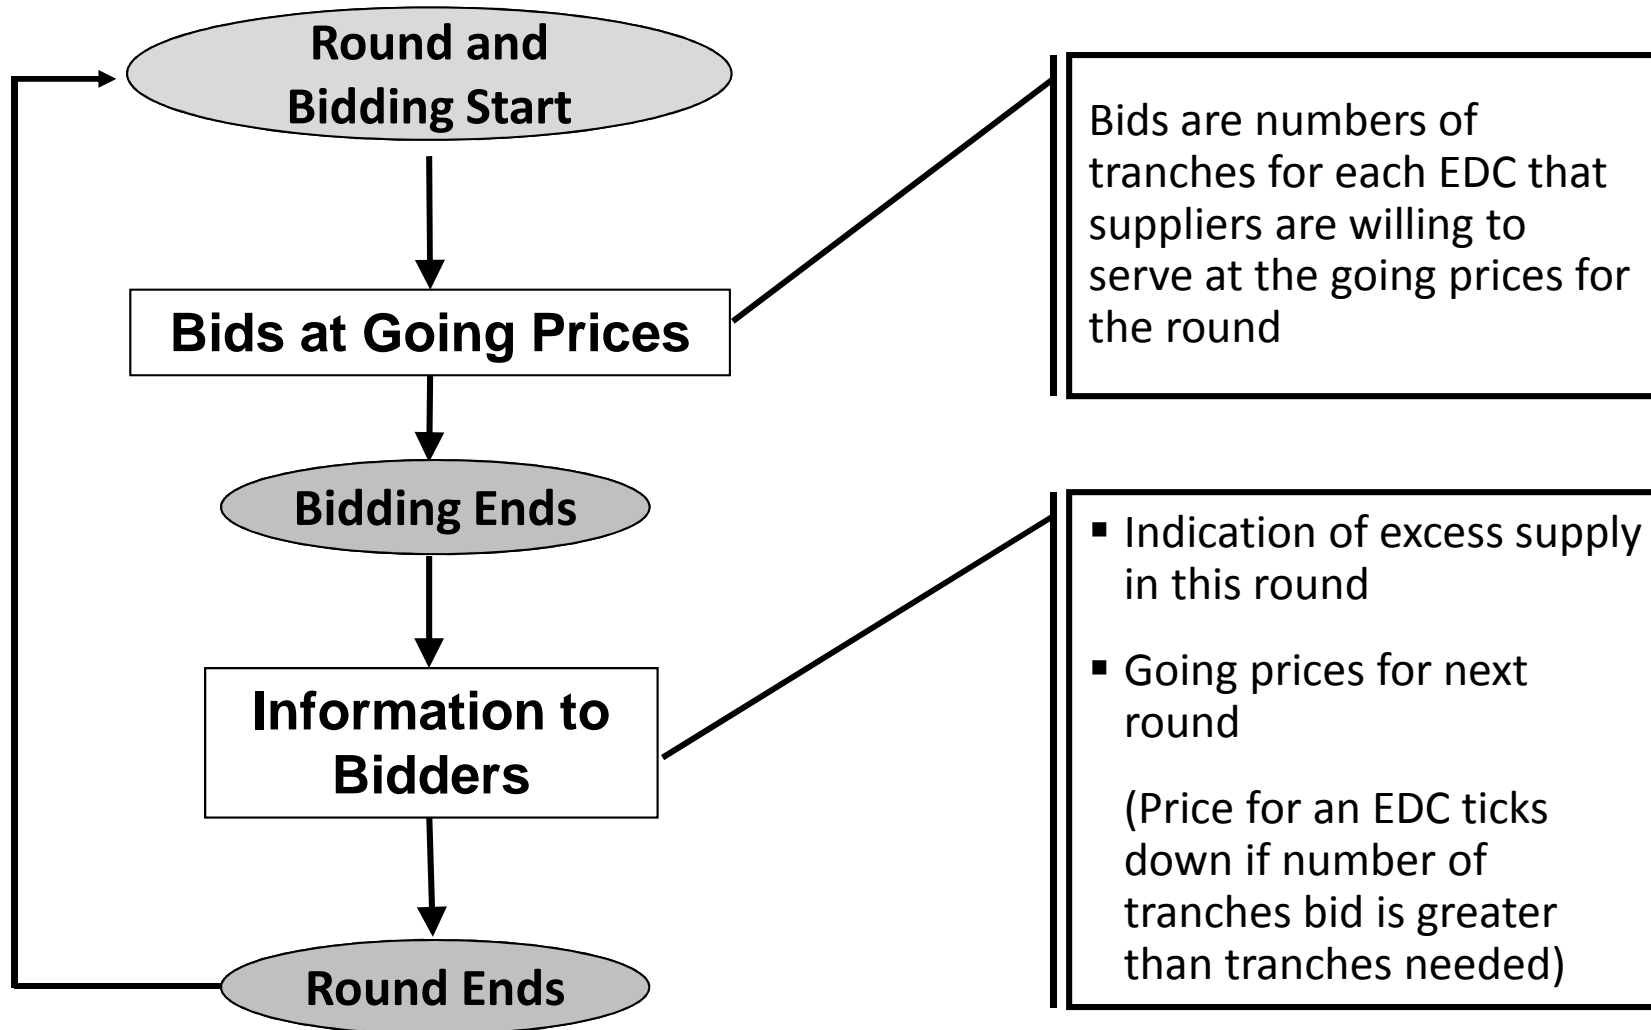 Round and
Bidding Start
Bids at Going Prices
Bidding Ends
Information to
Bidders
Round Ends
Bids are numbers of
tranches for each EDC that
suppliers are willing to
serve at the going prices for
the round
▪ Indication of excess supply
in this round
▪ Going prices for next
round
(Price for an EDC ticks
down if number of
tranches bid is greater
than tranches needed)